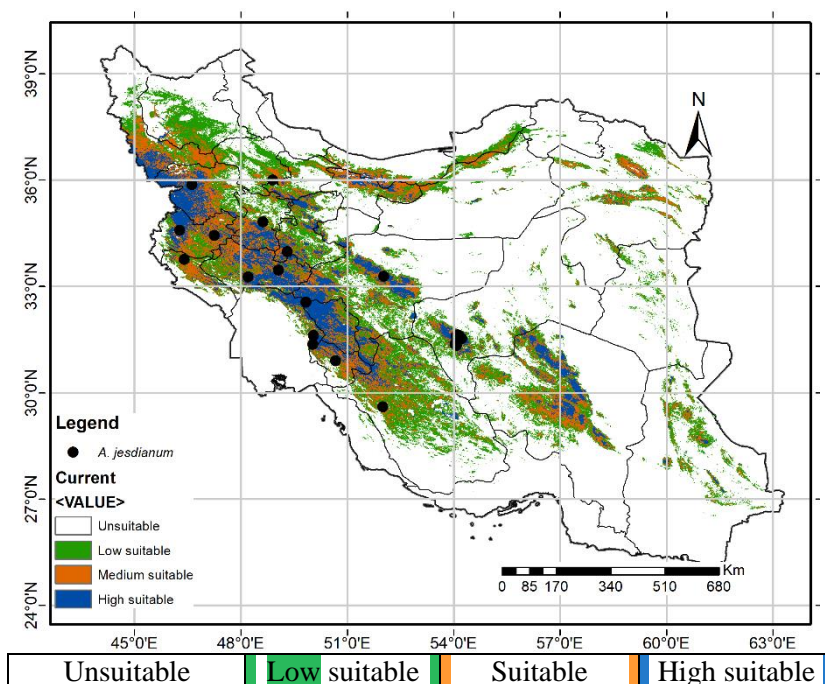 39°0'N
36°0'N
33°0'N
30°0'N
27°0'N
24°0'N
N
Legend
A. jesdianum
Current
<VALUE>
Unsuitable
Low suitable
Medium suitable
High suitable
Km
0 85 170 340 510 680
45°0'E 48°0'E 51°0'E 54°0'E 57°0'E 60°0'E 63°0'E
Unsuitable Low suitable Suitable High suitable